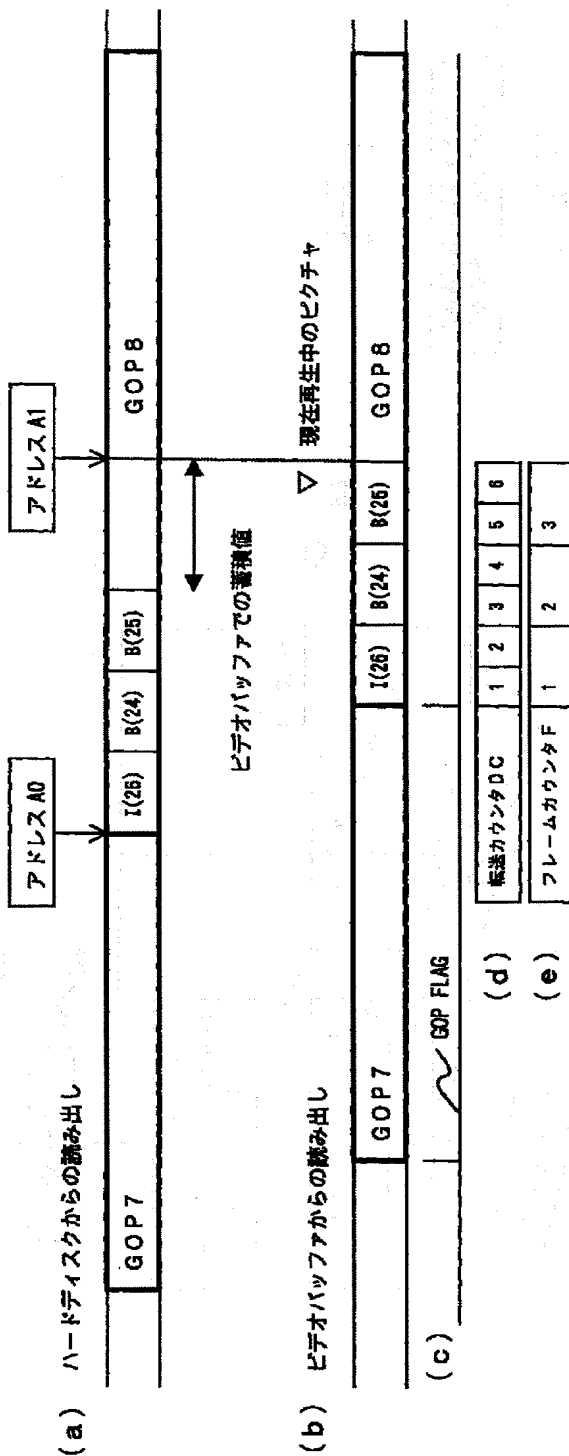 (a) ハードディスクからの読み出し
アドレスA0
アドレスA1
GOP7
I(26)
B(24)
B(25)
GOP8
ビデオバッファでの蓄積値
(b) ビデオバッファからの読み出し
▽ 現在再生中のピクチャ
GOP7
I(26)
B(24)
B(25)
GOP8
(c)
GOP FLAG
(d)
転送カウンタDC 1 2 3 4 5 6
(e)
フレームカウンタF 1 2 3